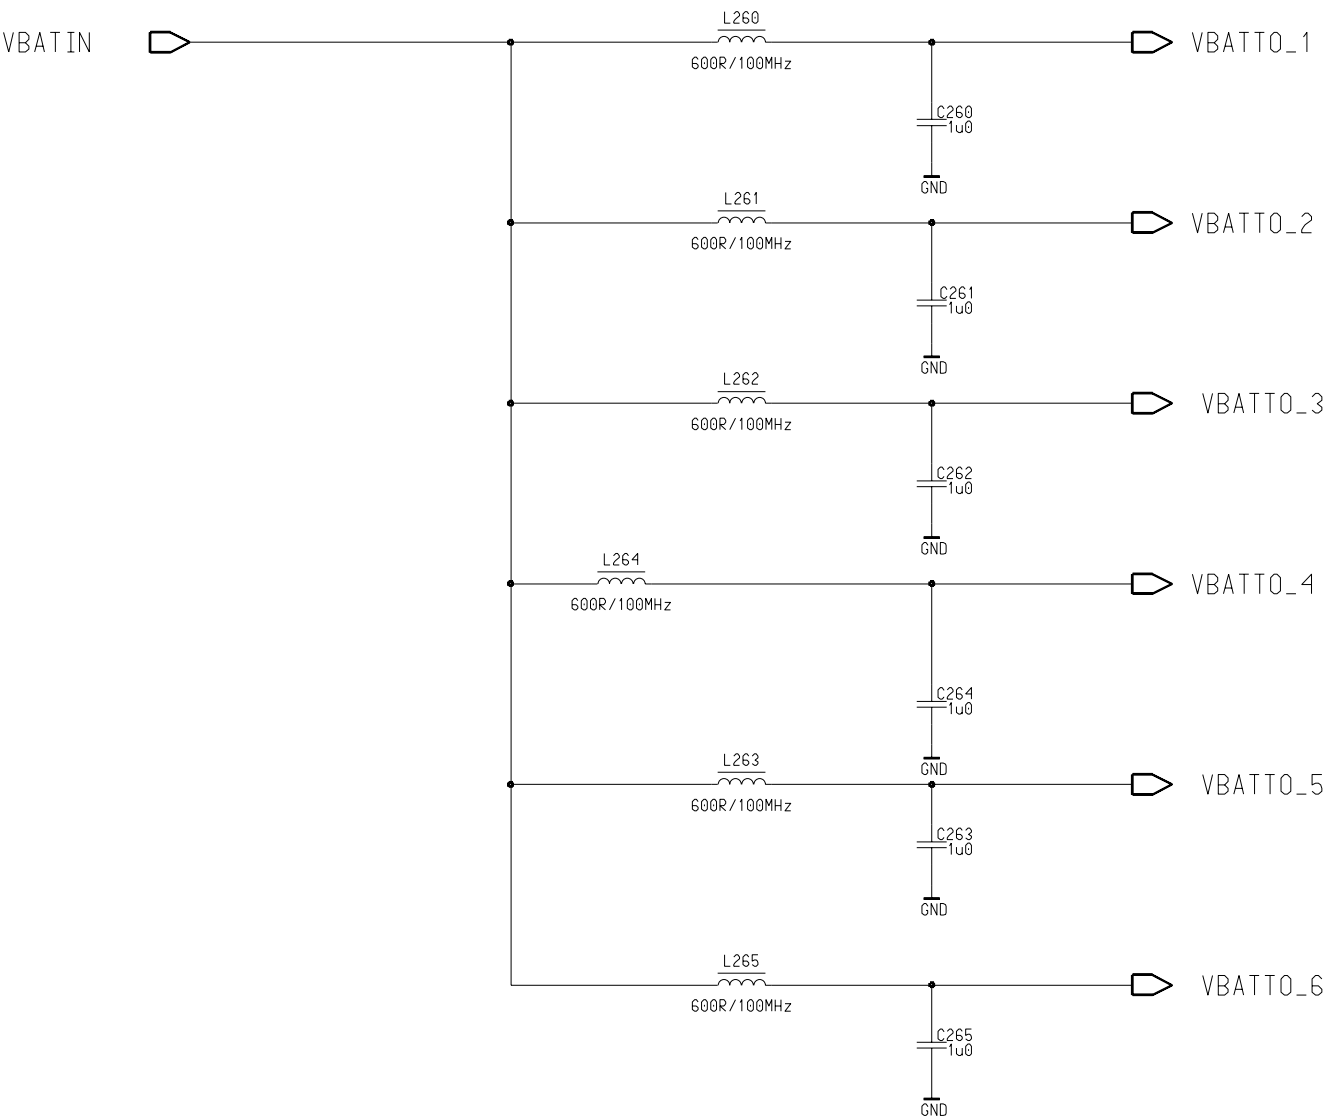 L260
VBATIN
VBATTO_1
600R/100MHz
C260
1u0
GND
L261
VBATTO_2
600R/100MHz
C261
1u0
GND
L262
VBATTO_3
600R/100MHz
C262
1u0
GND
L264
VBATTO_4
600R/100MHz
C264
1u0
GND
L263
VBATTO_5
600R/100MHz
C263
1u0
GND
L265
VBATTO_6
600R/100MHz
C265
1u0
GND